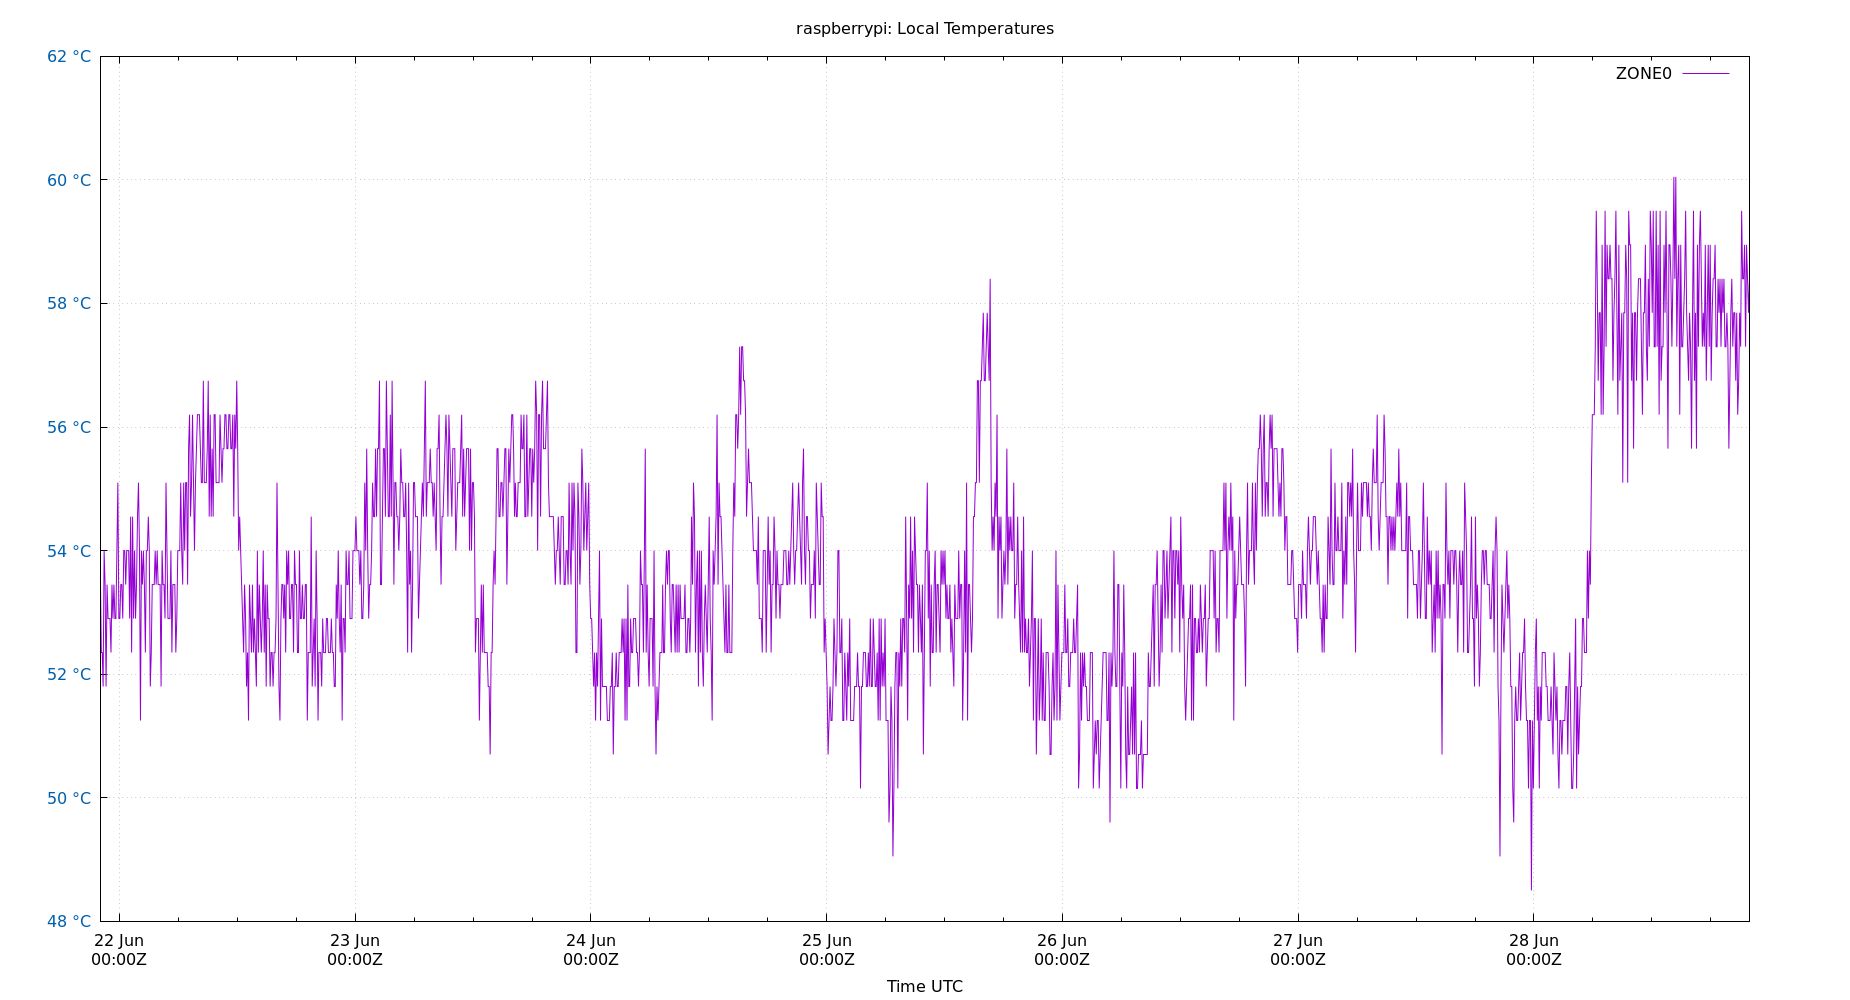 raspberrypi: Local Temperatures
62 °C
ZONE0
60 °C
58 °C
56 °C
54 °C
52 °C
50 °C
48 °C
22 Jun 23 Jun 24 Jun 25 Jun 26 Jun 27 Jun 28 Jun
00:00Z 00:00Z 00:00Z 00:00Z 00:00Z 00:00Z 00:00Z
Time UTC